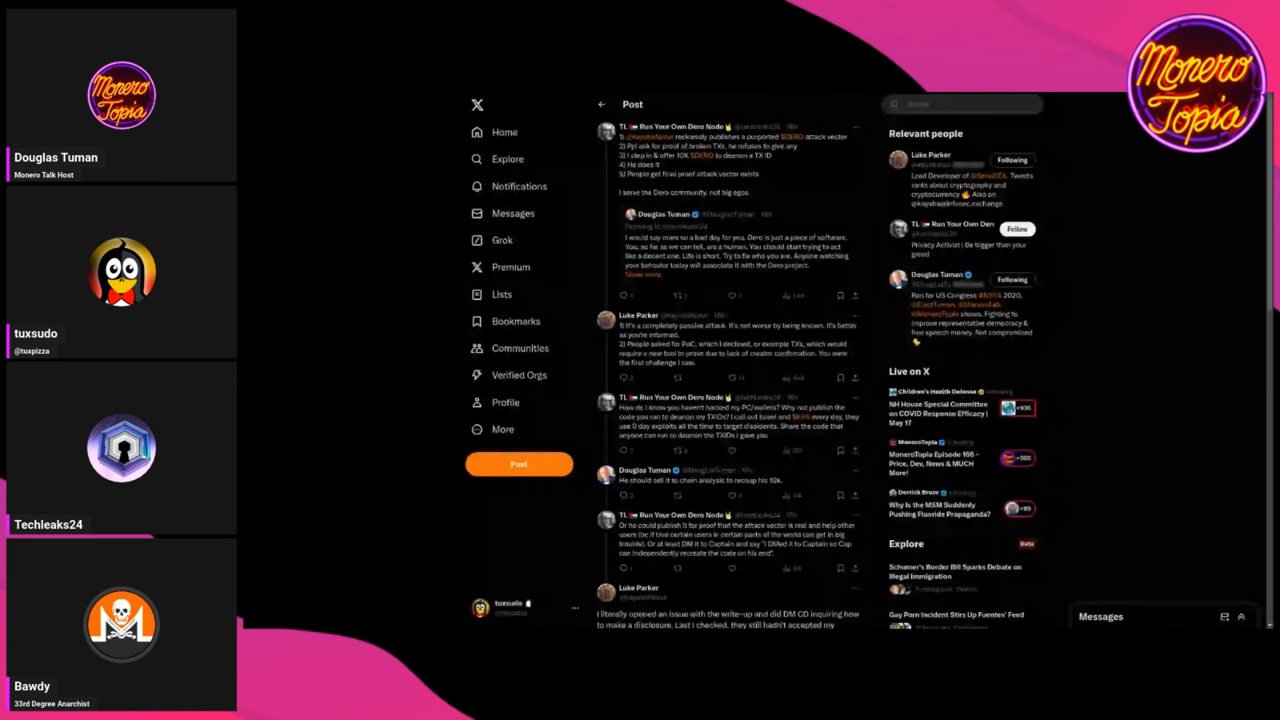 Monero
Topia
Douglas Tuman
Monero Talk Host
tuxsudo
@tuxpizza
Techleaks24
Bawdy
33rd Degree Anarchist
Home
Explore
Notifications
Messages
Grok
Premium
Lists
Bookmarks
Communities
Verified Orgs
Profile
More
Post
tuxsudo
Post
TL Run Your Own Dero Node
recklessly publishes a purported $DERO attack vector
2) Ppl ask for proof of broken TXs, he refuses to give any
3) I step in & offer 10K $DERO to deanon a TX ID
4) He does it
5) People get final proof attack vector exists
I serve the Dero community, not big egos.
Douglas Tuman
I would say more so a bad day for you. Dero is just a piece of software.
You, as far as we can tell, are a human. You should start trying to act
like a decent one. Life is short. Try to fix who you are. Anyone watching
your behavior today will associate it with the Dero project.
Show more
Luke Parker
1) It's a completely passive attack. It's not worse by being known. It's better
as you're informed.
2) People asked for PoC, which I declined, or example TXs, which would
require a new tool to prove due to lack of creator confirmation. You were
the first challenge I saw.
TL Run Your Own Dero Node
How do I know you haven't hacked my PC/wallets? Why not publish the
code you ran to deanon my TXIDs? I call out Israel and $KAS every day, they
use 0 day exploits all the time to target dissidents. Share the code that
anyone can run to deanon the TXIDs I give you
Douglas Tuman
He should sell it to chain analysis to recoup his 10k.
TL Run Your Own Dero Node
Or he could publish it for proof that the attack vector is real and help other
users (bc if true certain users in certain parts of the world can get in big
trouble). Or at least DM it to Captain and say "I DMed it to Captain so Cap
can independently recreate the code on his end".
Luke Parker
I literally opened an issue with the write-up and did DM CD inquiring how
to make a disclosure. Last I checked, they still hadn't accepted my
Relevant people
Luke Parker
Following
Lead Developer of @SeraiDEX. Tweets
rants about cryptography and
cryptocurrency Also on
@kayaba@infosec.exchange.
TL Run Your Own Dero
Follow
Privacy Activist | Be bigger than your
greed
Douglas Tuman
Following
Ran for US Congress #NY04 2020,
@ElectTuman. @MoneroTalk
@MoneroTopia shows. Fighting to
improve representative democracy &
free speech money. Not compromised
Live on X
Children's Health Defense
NH House Special Committee
on COVID Response Efficacy |
May 17
+936
MoneroTopia
MoneroTopia Episode 166 -
Price, Dev, News & MUCH
More!
+500
Derrick Broze
Why Is the MSM Suddenly
Pushing Fluoride Propaganda?
+99
Explore
Beta
Schumer's Border Bill Sparks Debate on
Illegal Immigration
Gay Porn Incident Stirs Up Fuentes' Feed
Messages
Monero
Topia